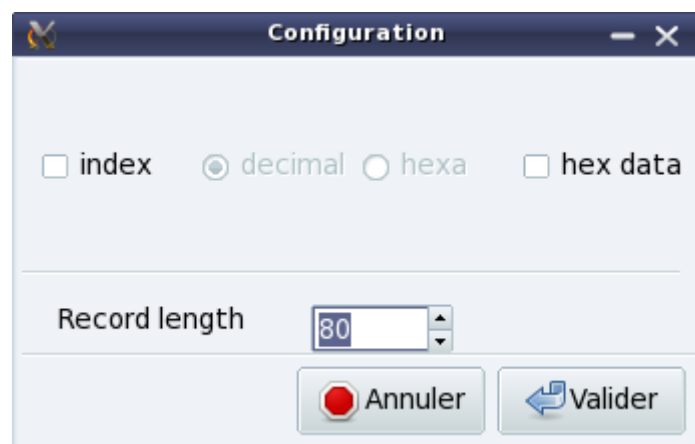 Configuration
index decimal hexa hex data
Record length 80
Annuler Valider